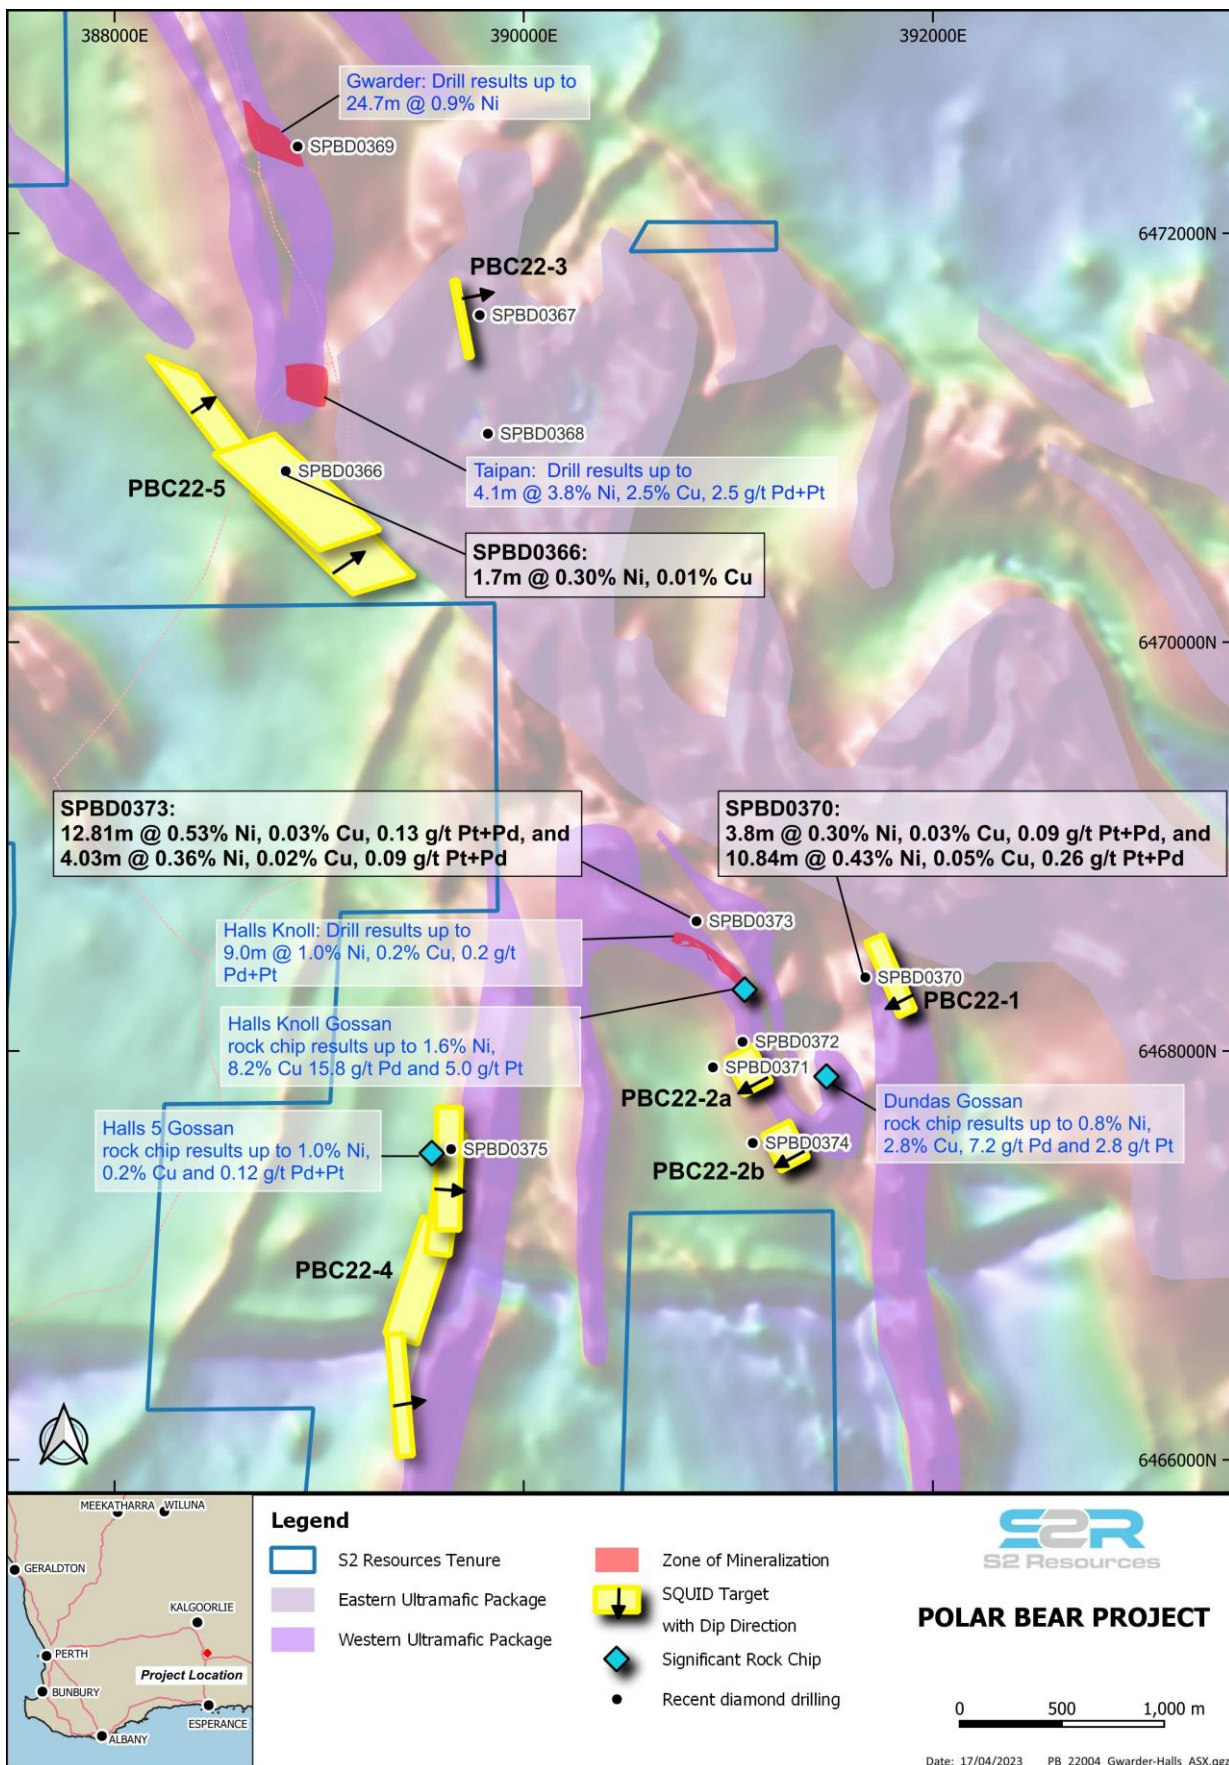 388000E
390000E
392000E
Gwarder: Drill results up to
24.7m @ 0.9% Ni
SPBD0369
6472000N
PBC22-3
SPBD0367
SPBD0368
SPBD0366
PBC22-5
Taipan: Drill results up to
4.1m @ 3.8% Ni, 2.5% Cu, 2.5 g/t Pd+Pt
SPBD0366:
1.7m @ 0.30% Ni, 0.01% Cu
6470000N
SPBD0373:
12.81m @ 0.53% Ni, 0.03% Cu, 0.13 g/t Pt+Pd, and
4.03m @ 0.36% Ni, 0.02% Cu, 0.09 g/t Pt+Pd
SPBD0370:
3.8m @ 0.30% Ni, 0.03% Cu, 0.09 g/t Pt+Pd, and
10.84m @ 0.43% Ni, 0.05% Cu, 0.26 g/t Pt+Pd
SPBD0373
Halls Knoll: Drill results up to
9.0m @ 1.0% Ni, 0.2% Cu, 0.2 g/t
Pd+Pt
SPBD0370
PBC22-1
Halls Knoll Gossan
rock chip results up to 1.6% Ni,
8.2% Cu 15.8 g/t Pd and 5.0 g/t Pt
SPBD0372
6468000N
SPBD0371
PBC22-2a
Dundas Gossan
rock chip results up to 0.8% Ni,
2.8% Cu, 7.2 g/t Pd and 2.8 g/t Pt
Halls 5 Gossan
rock chip results up to 1.0% Ni,
0.2% Cu and 0.12 g/t Pd+Pt
SPBD0375
SPBD0374
PBC22-2b
PBC22-4
6466000N
MEEKATHARRA
WILUNA
GERALDTON
KALGOORLIE
PERTH
Project Location
BUNBURY
ESPERANCE
ALBANY
Legend
S2 Resources Tenure
Eastern Ultramafic Package
Western Ultramafic Package
Zone of Mineralization
SQUID Target
with Dip Direction
Significant Rock Chip
Recent diamond drilling
S2R
S2 Resources
POLAR BEAR PROJECT
0 500 1,000 m
Date: 17/04/2023 PB_22004_Gwarder-Halls_ASX.qgz